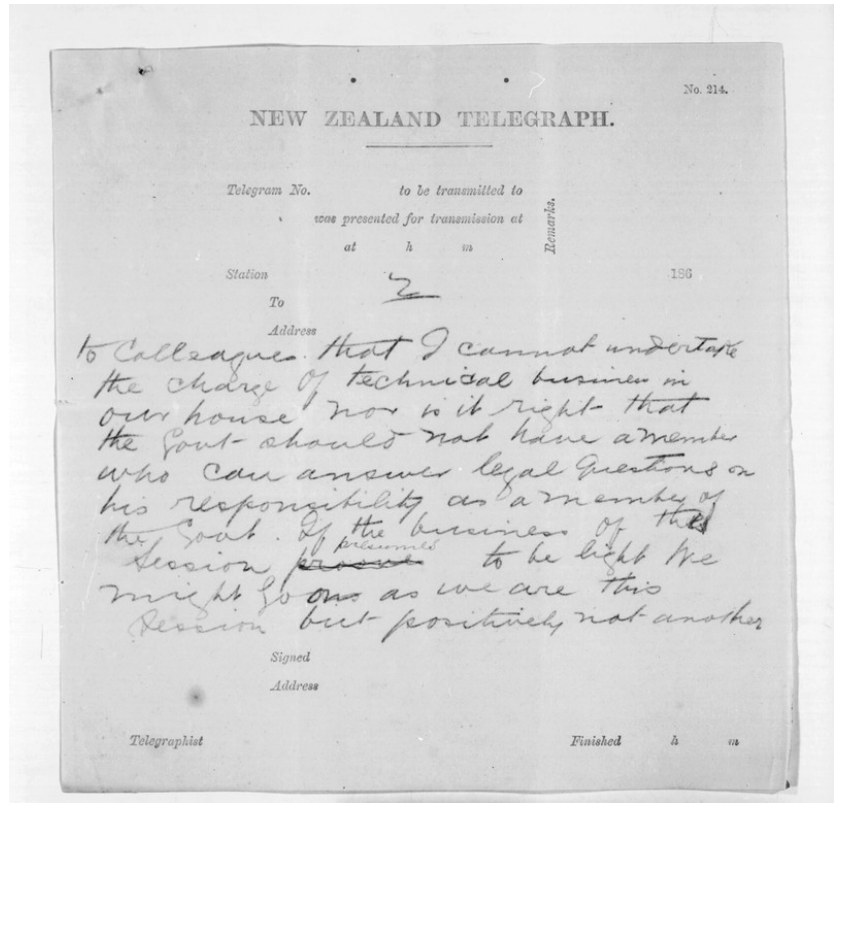 No. 214.
NEW ZEALAND TELEGRAPH.
Telegram No. to be transmitted to
was presented for transmission at
at h m
Remarks.
Station 186
2
To
Address
to Colleagues that I cannot undertake
the charge of technical business in
our house nor is it right that
the Govt should not have a member
who can answer legal questions on
his responsibility as a member of
the Govt. If the business of the
presumed
Session to be light We
might go on as we are this
Session but positively not another
Signed
Address
Telegraphist Finished h m